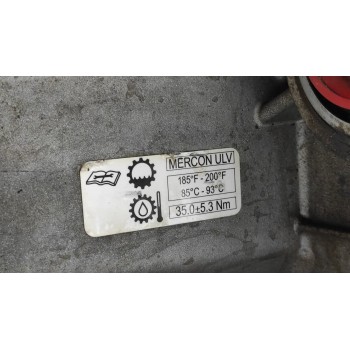 MERCON ULV
185°F - 200°F
85°C - 93°C
35.0±5.3 Nm